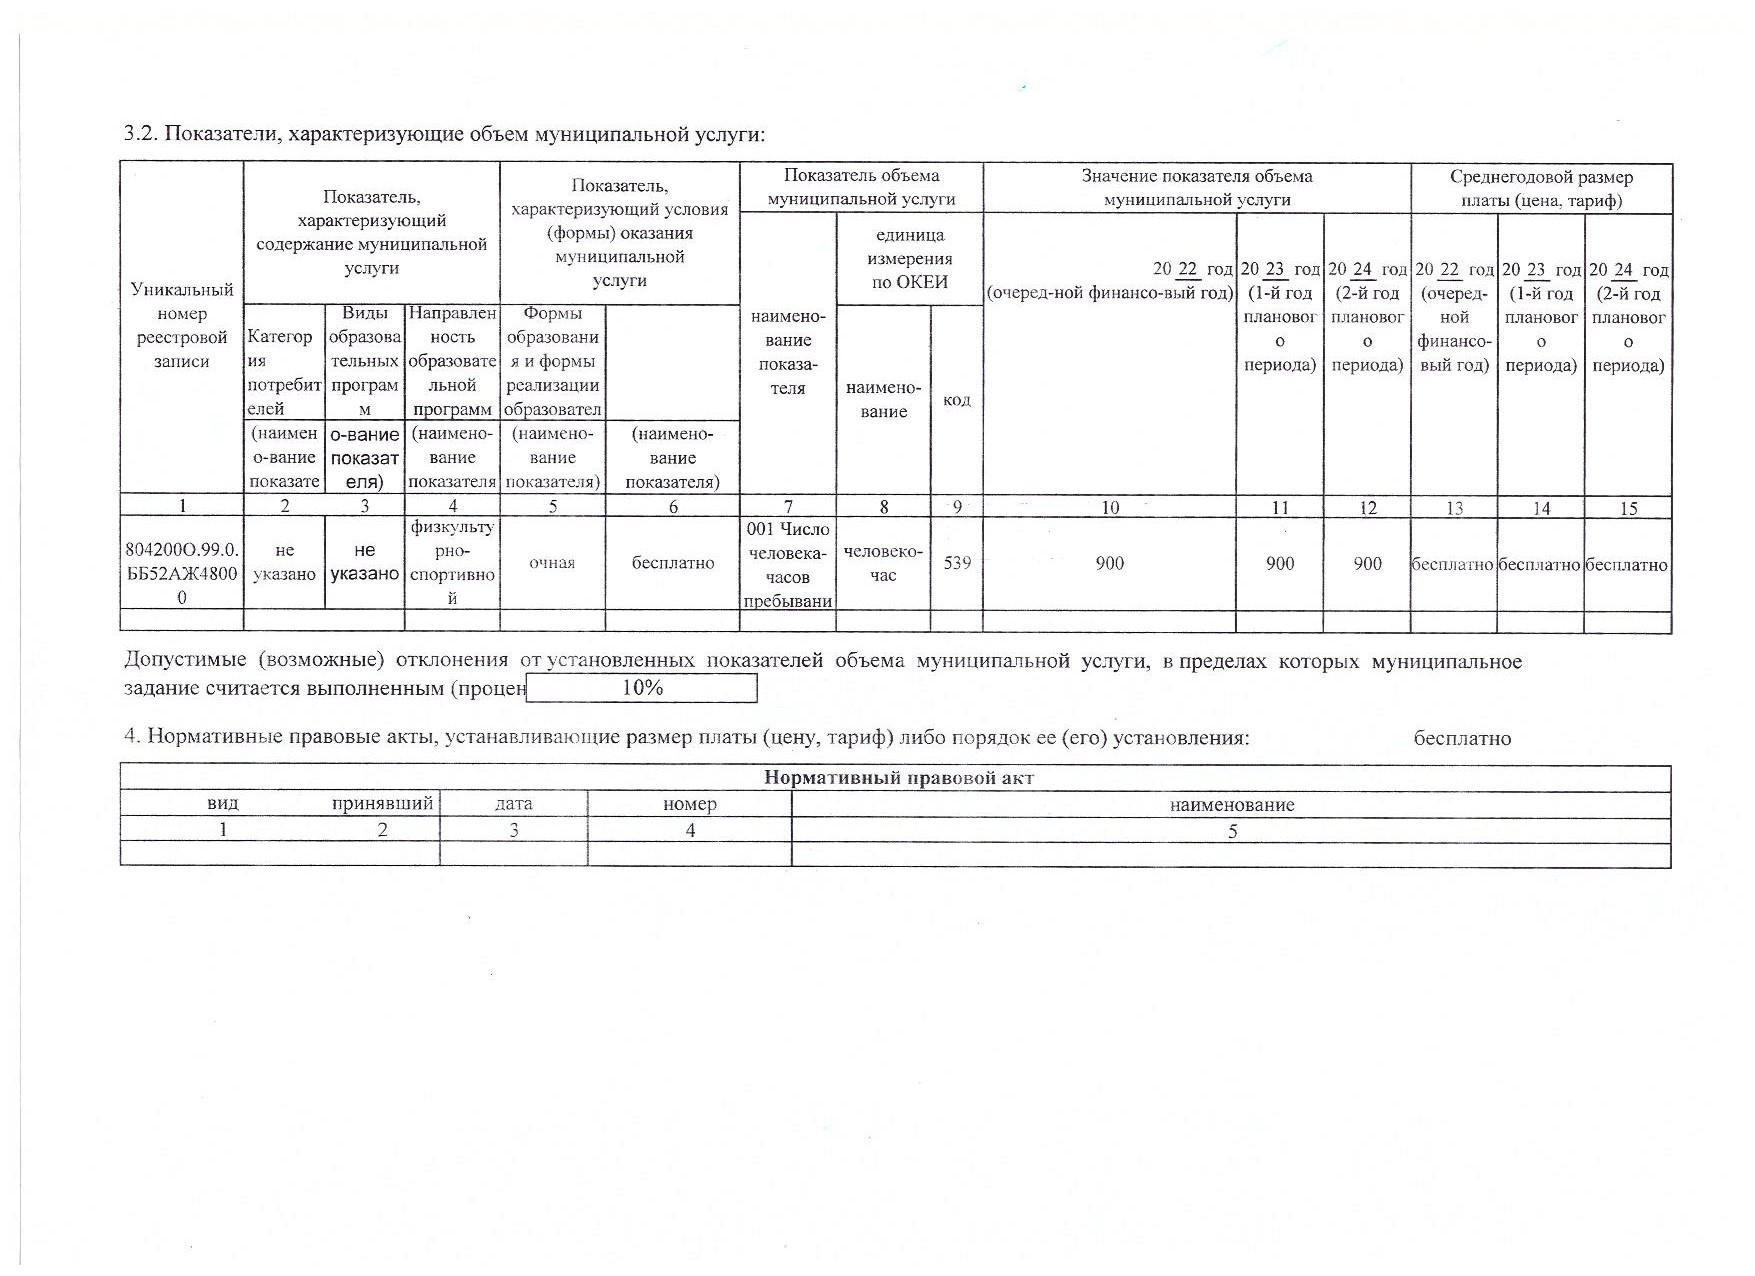 3.2. Показатели, характеризующие объем муниципальной услуги:
Уникальный
номер
реестровой
записи
Показатель,
характеризующий
содержание муниципальной
услуги
Показатель,
характеризующий условия
(формы) оказания
муниципальной
услуги
Показатель объема
муниципальной услуги
Значение показателя объема
муниципальной услуги
Среднегодовой размер
платы (цена, тариф)
наимено-
вание
показа-
теля
единица
измерения
по ОКЕИ
20 22 год
(очеред-ной финансо-вый год)
20 23 год
(1-й год
плановог
о
периода)
20 24 год
(2-й год
плановог
о
периода)
20 22 год
(очеред-
ной
финансо-
вый год)
20 23 год
(1-й год
плановог
о
периода)
20 24 год
(2-й год
плановог
о
периода)
Категор
ия
потребит
елей
Виды
образова
тельных
програм
м
Направлен
ность
образовате
льной
программ
Формы
образовани
я и формы
реализации
образовател
наимено-
вание
код
(наимен
о-вание
показате
о-вание
показат
еля)
(наимено-
вание
показателя
(наимено-
вание
показателя)
(наимено-
вание
показателя)
1 2 3 4 5 6 7 8 9 10 11 12 13 14 15
804200О.99.0.
ББ52АЖ4800
0
не
указано
не
указано
физкульту
рно-
спортивно
й
очная
бесплатно
001 Число
человека-
часов
пребывани
человеко-
час
539
900
900
900
бесплатно
бесплатно
бесплатно
Допустимые (возможные) отклонения от установленных показателей объема муниципальной услуги, в пределах которых муниципальное
задание считается выполненным (процен 10%
4. Нормативные правовые акты, устанавливающие размер платы (цену, тариф) либо порядок ее (его) установления: бесплатно
Нормативный правовой акт
вид принявший дата номер наименование
1 2 3 4 5